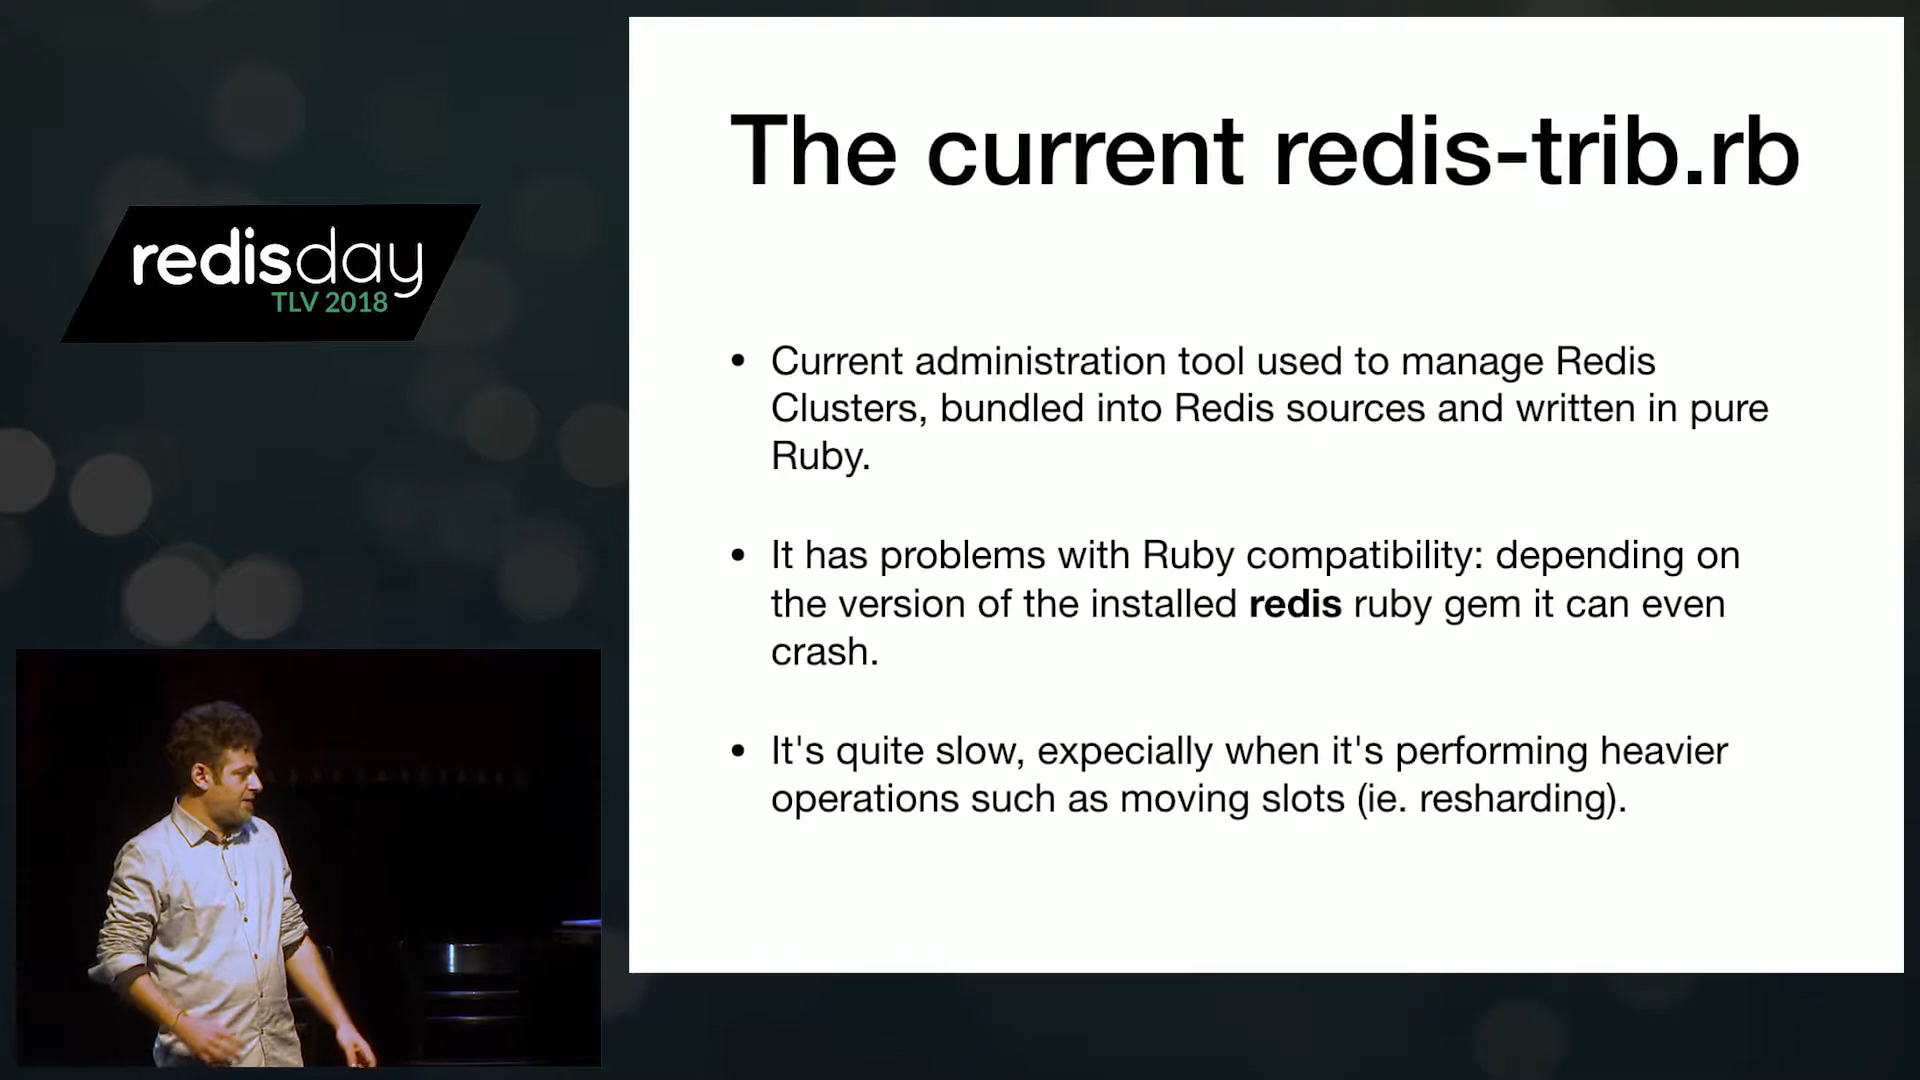 redisday
TLV 2018
The current redis-trib.rb
• Current administration tool used to manage Redis
Clusters, bundled into Redis sources and written in pure
Ruby.
• It has problems with Ruby compatibility: depending on
the version of the installed redis ruby gem it can even
crash.
• It's quite slow, expecially when it's performing heavier
operations such as moving slots (ie. resharding).